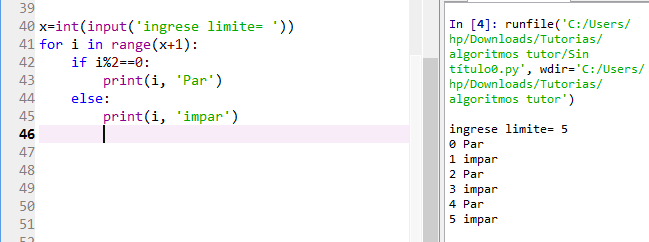 39
40 x=int(input('ingrese limite= '))
41 for i in range(x+1):
42     if i%2==0:
43         print(i, 'Par')
44     else:
45         print(i, 'impar')
46
47
48
49
50
51
52
In [4]: runfile('C:/Users/
hp/Downloads/Tutorias/
algoritmos tutor/Sin
título0.py', wdir='C:/Users/
hp/Downloads/Tutorias/
algoritmos tutor')
ingrese limite= 5
0 Par
1 impar
2 Par
3 impar
4 Par
5 impar